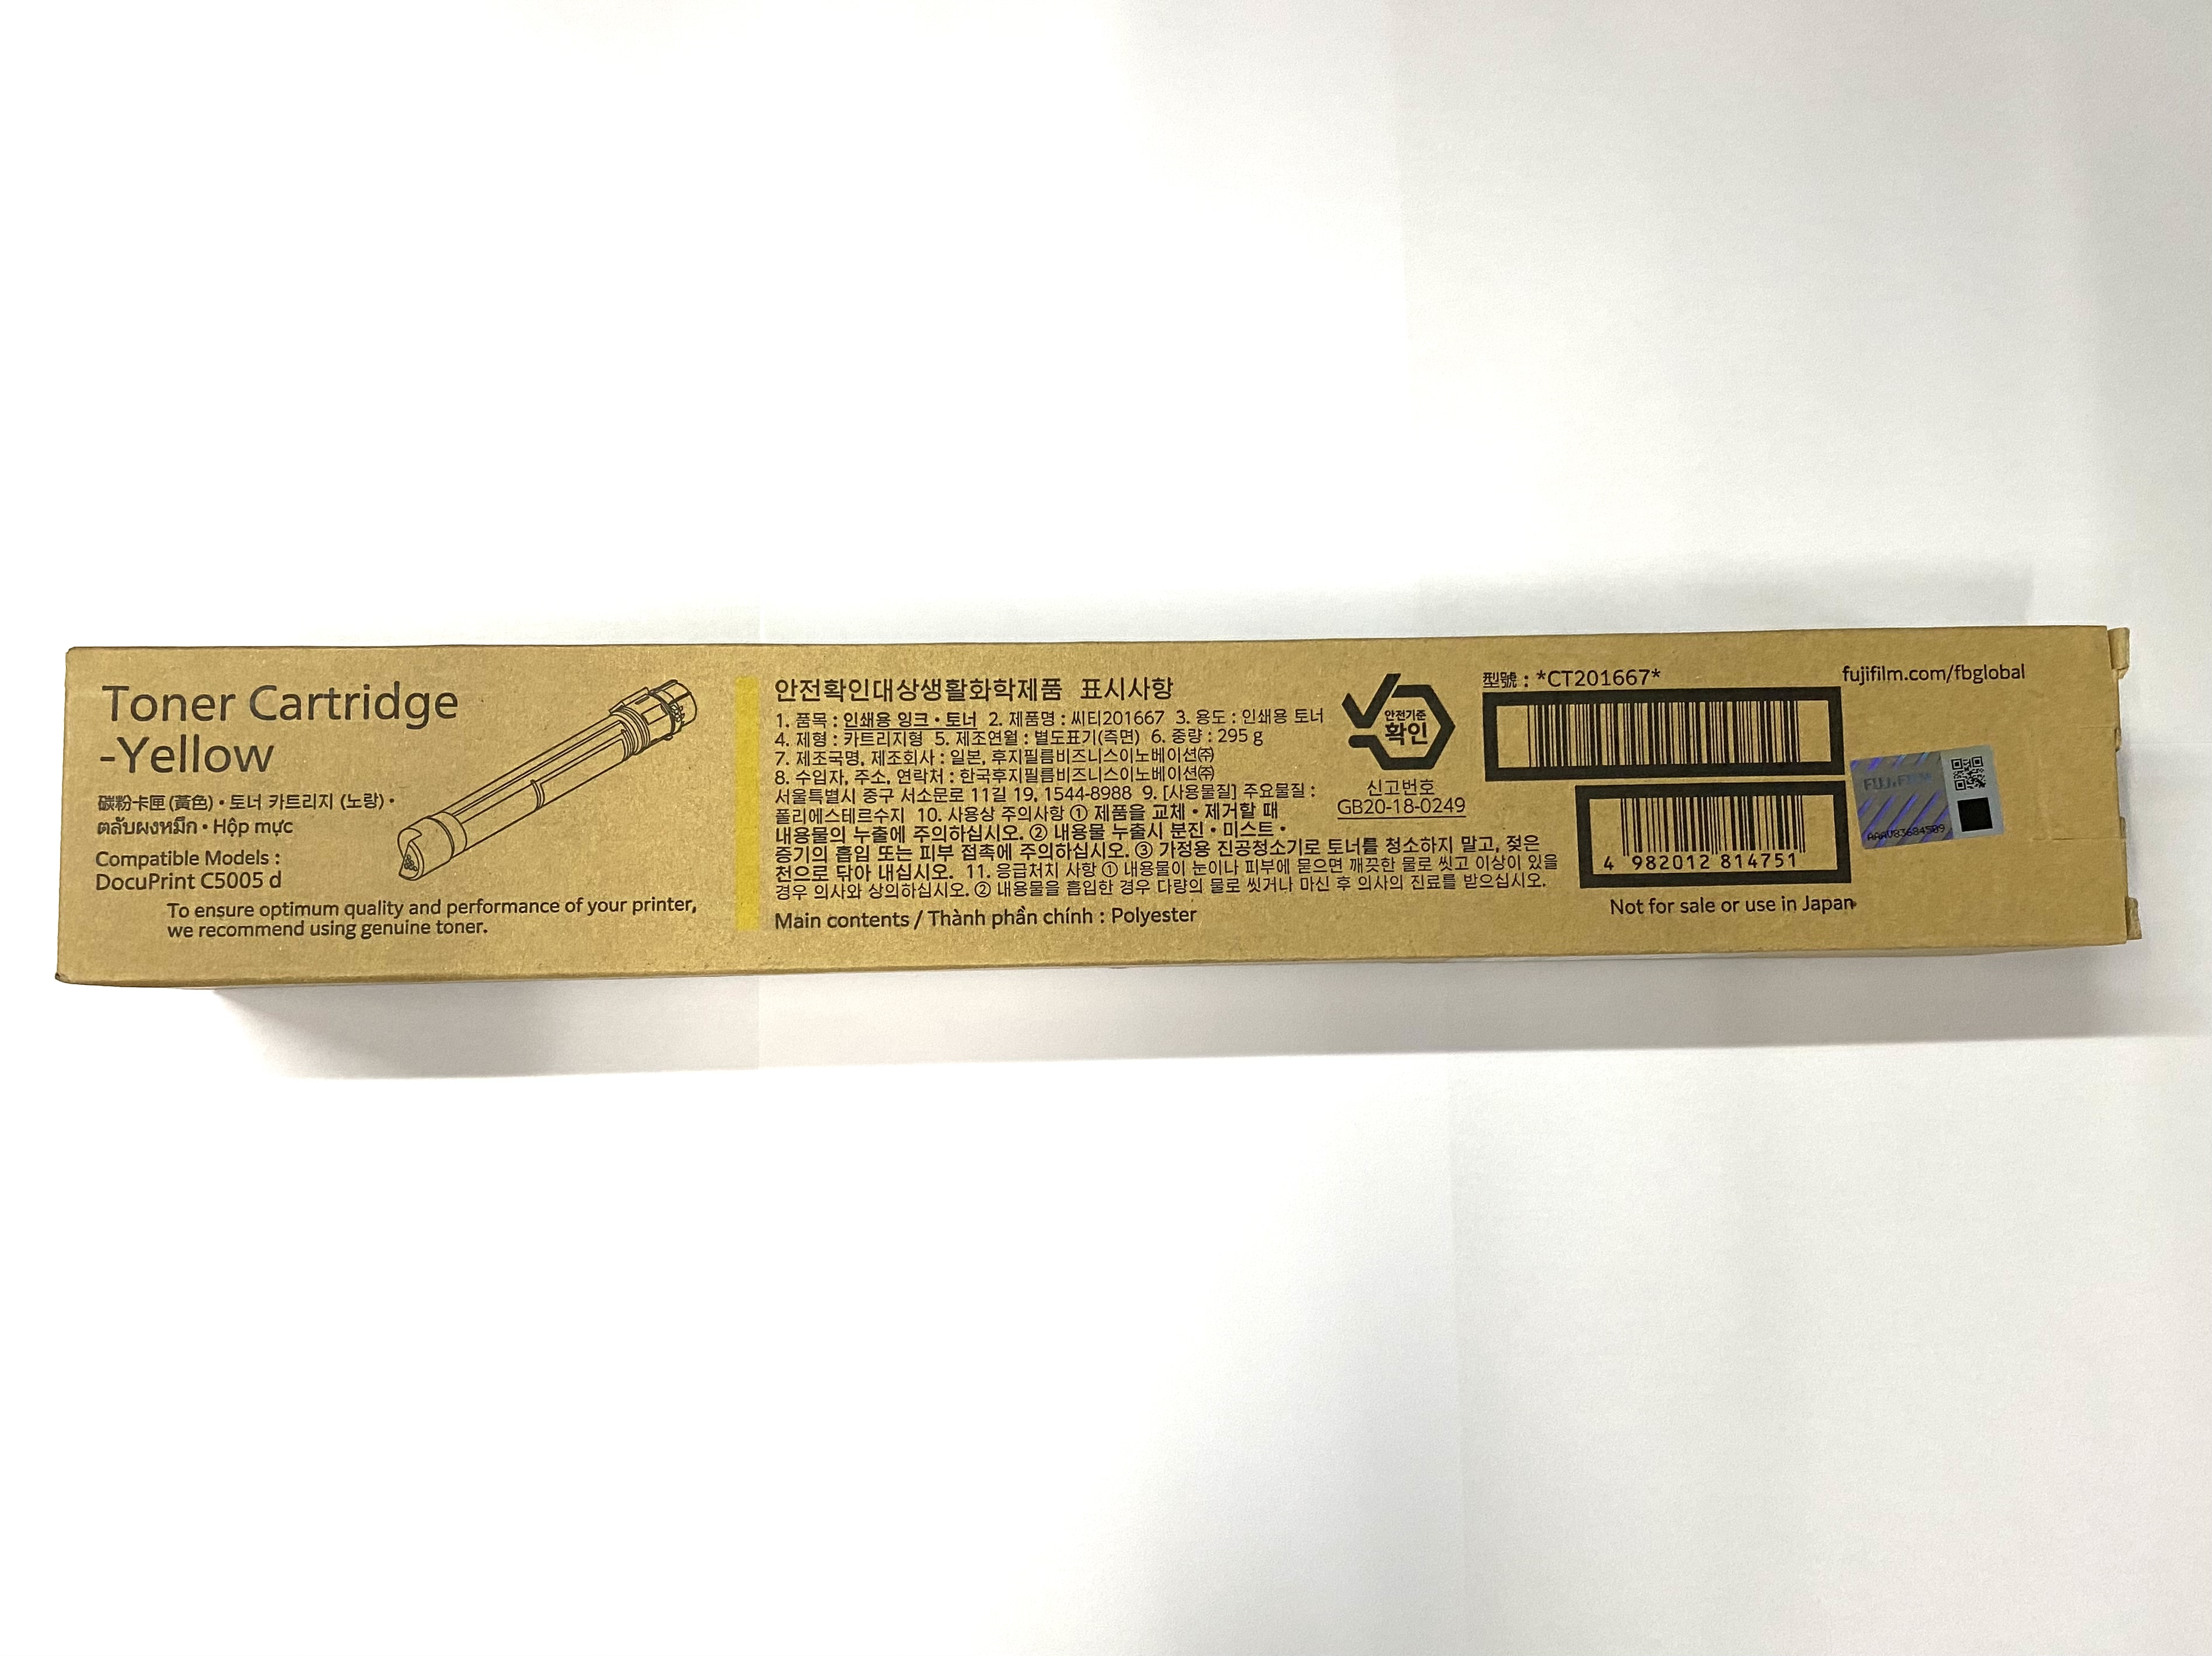 Toner Cartridge
-Yellow
碳粉卡匣(黃色)・토너 카트리지 (노랑)・
ตลับผงหมึก・Hộp mực
Compatible Models :
DocuPrint C5005 d
To ensure optimum quality and performance of your printer,
we recommend using genuine toner.
안전확인대상생활화학제품 표시사항
1. 품목 : 인쇄용 잉크・토너 2. 제품명 : 씨티201667 3. 용도 : 인쇄용 토너
4. 제형 : 카트리지형 5. 제조연월 : 별도표기(측면) 6. 중량 : 295 g
7. 제조국명, 제조회사 : 일본, 후지필름비즈니스이노베이션㈜
8. 수입자, 주소, 연락처 : 한국후지필름비즈니스이노베이션㈜
서울특별시 중구 서소문로 11길 19, 1544-8988 9. [사용물질] 주요물질 :
폴리에스테르수지 10. 사용상 주의사항 ① 제품을 교체・제거할 때
내용물의 누출에 주의하십시오. ② 내용물 누출시 분진・미스트・
증기의 흡입 또는 피부 접촉에 주의하십시오. ③ 가정용 진공청소기로 토너를 청소하지 말고, 젖은
천으로 닦아 내십시오. 11. 응급처치 사항 ① 내용물이 눈이나 피부에 묻으면 깨끗한 물로 씻고 이상이 있을
경우 의사와 상의하십시오. ② 내용물을 흡입한 경우 다량의 물로 씻거나 마신 후 의사의 진료를 받으십시오.
Main contents / Thành phần chính : Polyester
안전기준
확인
신고번호
GB20-18-0249
型號 : *CT201667*
4 982012 814751
Not for sale or use in Japan
fujifilm.com/fbglobal
FUJIFILM
AAAV83684509